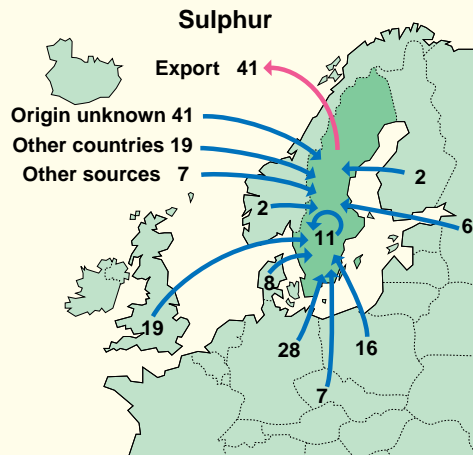 Sulphur
Export 41
Origin unknown 41
Other countries 19
Other sources 7
2
2
6
11
8
19
28
16
7